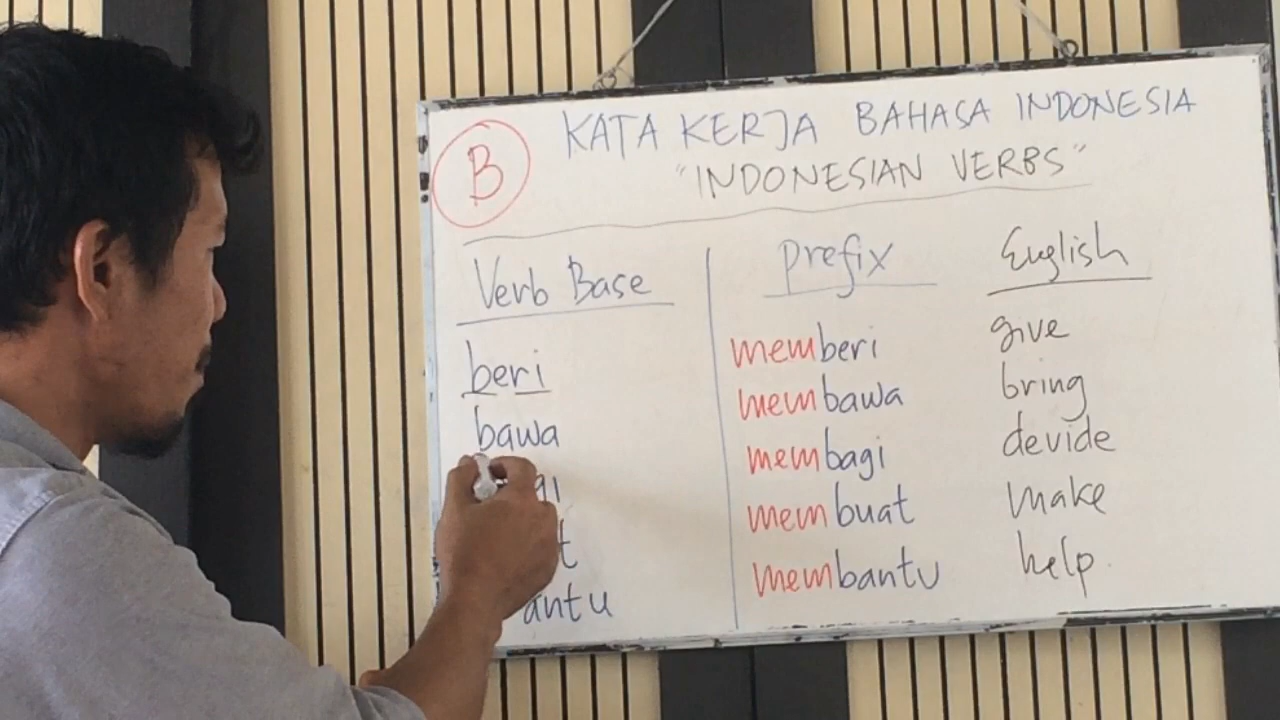 B
KATA KERJA BAHASA INDONESIA
"INDONESIAN VERBS"
Verb Base Prefix English
beri memberi give
bawa membawa bring
membagi devide
membuat make
membantu help